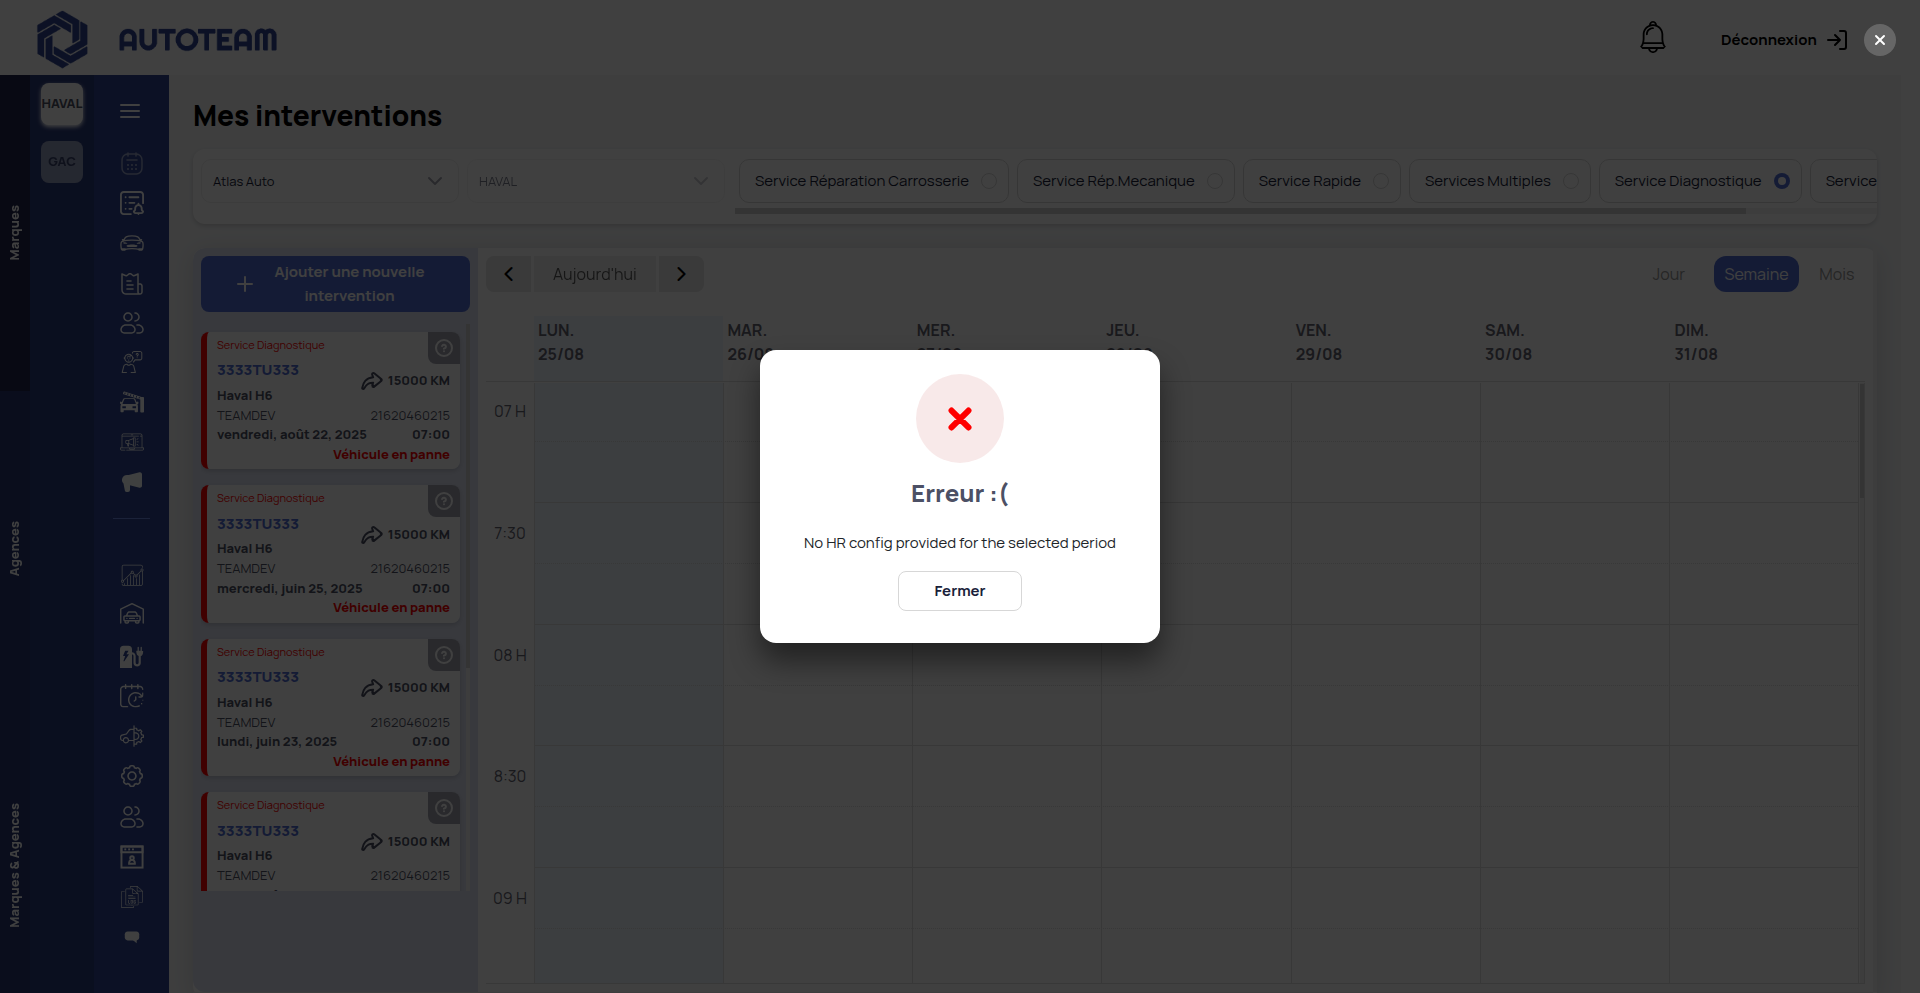 AUTOTEAM
Déconnexion
HAVAL
GAC
Marques
Agences
Marques & Agences
Mes interventions
Atlas Auto
HAVAL
Service Réparation Carrosserie
Service Rép.Mecanique
Service Rapide
Services Multiples
Service Diagnostique
Service
Ajouter une nouvelle
intervention
Aujourd'hui
Jour
Semaine
Mois
Service Diagnostique
3333TU333
15000 KM
Haval H6
TEAMDEV 21620460215
vendredi, août 22, 2025 07:00
Véhicule en panne
Service Diagnostique
3333TU333
15000 KM
Haval H6
TEAMDEV 21620460215
mercredi, juin 25, 2025 07:00
Véhicule en panne
Service Diagnostique
3333TU333
15000 KM
Haval H6
TEAMDEV 21620460215
lundi, juin 23, 2025 07:00
Véhicule en panne
Service Diagnostique
3333TU333
15000 KM
Haval H6
TEAMDEV 21620460215
LUN. MAR. MER. JEU. VEN. SAM. DIM.
25/08 29/08 30/08 31/08
07 H
7:30
08 H
8:30
09 H
Erreur :(
No HR config provided for the selected period
Fermer